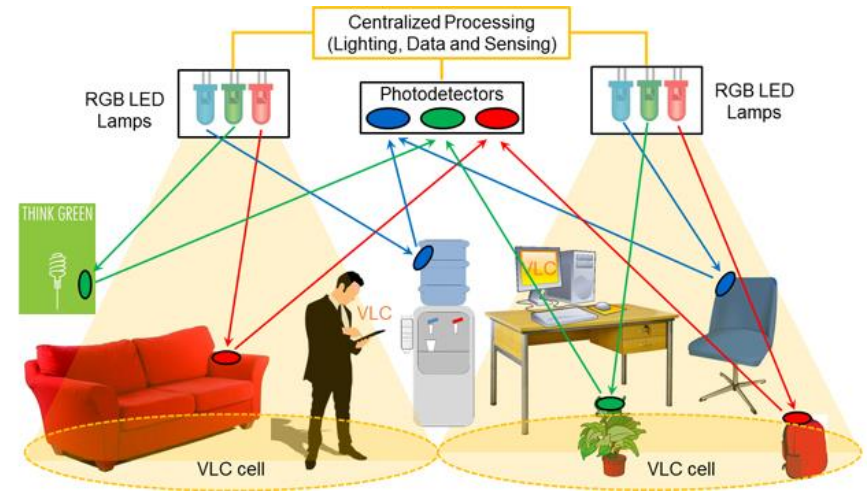 Centralized Processing
(Lighting, Data and Sensing)
RGB LED
Lamps
Photodetectors
RGB LED
Lamps
THINK GREEN
VLC
VLC
VLC cell
VLC cell